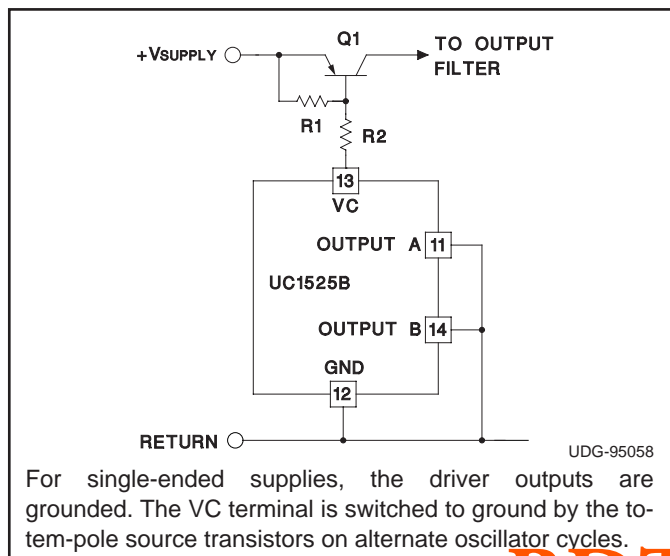 Q1
+VSUPPLY
TO OUTPUT
FILTER
R1
R2
13
VC
OUTPUT A 11
UC1525B
OUTPUT B 14
GND
12
RETURN
UDG-95058
For single-ended supplies, the driver outputs are
grounded. The VC terminal is switched to ground by the to-
tem-pole source transistors on alternate oscillator cycles.